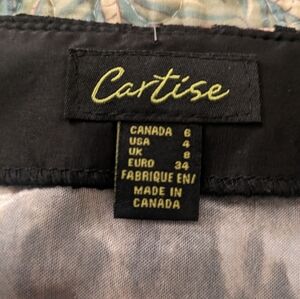 Cartise
CANADA 6
USA 4
UK 8
EURO 34
FABRIQUE EN/
MADE IN
CANADA